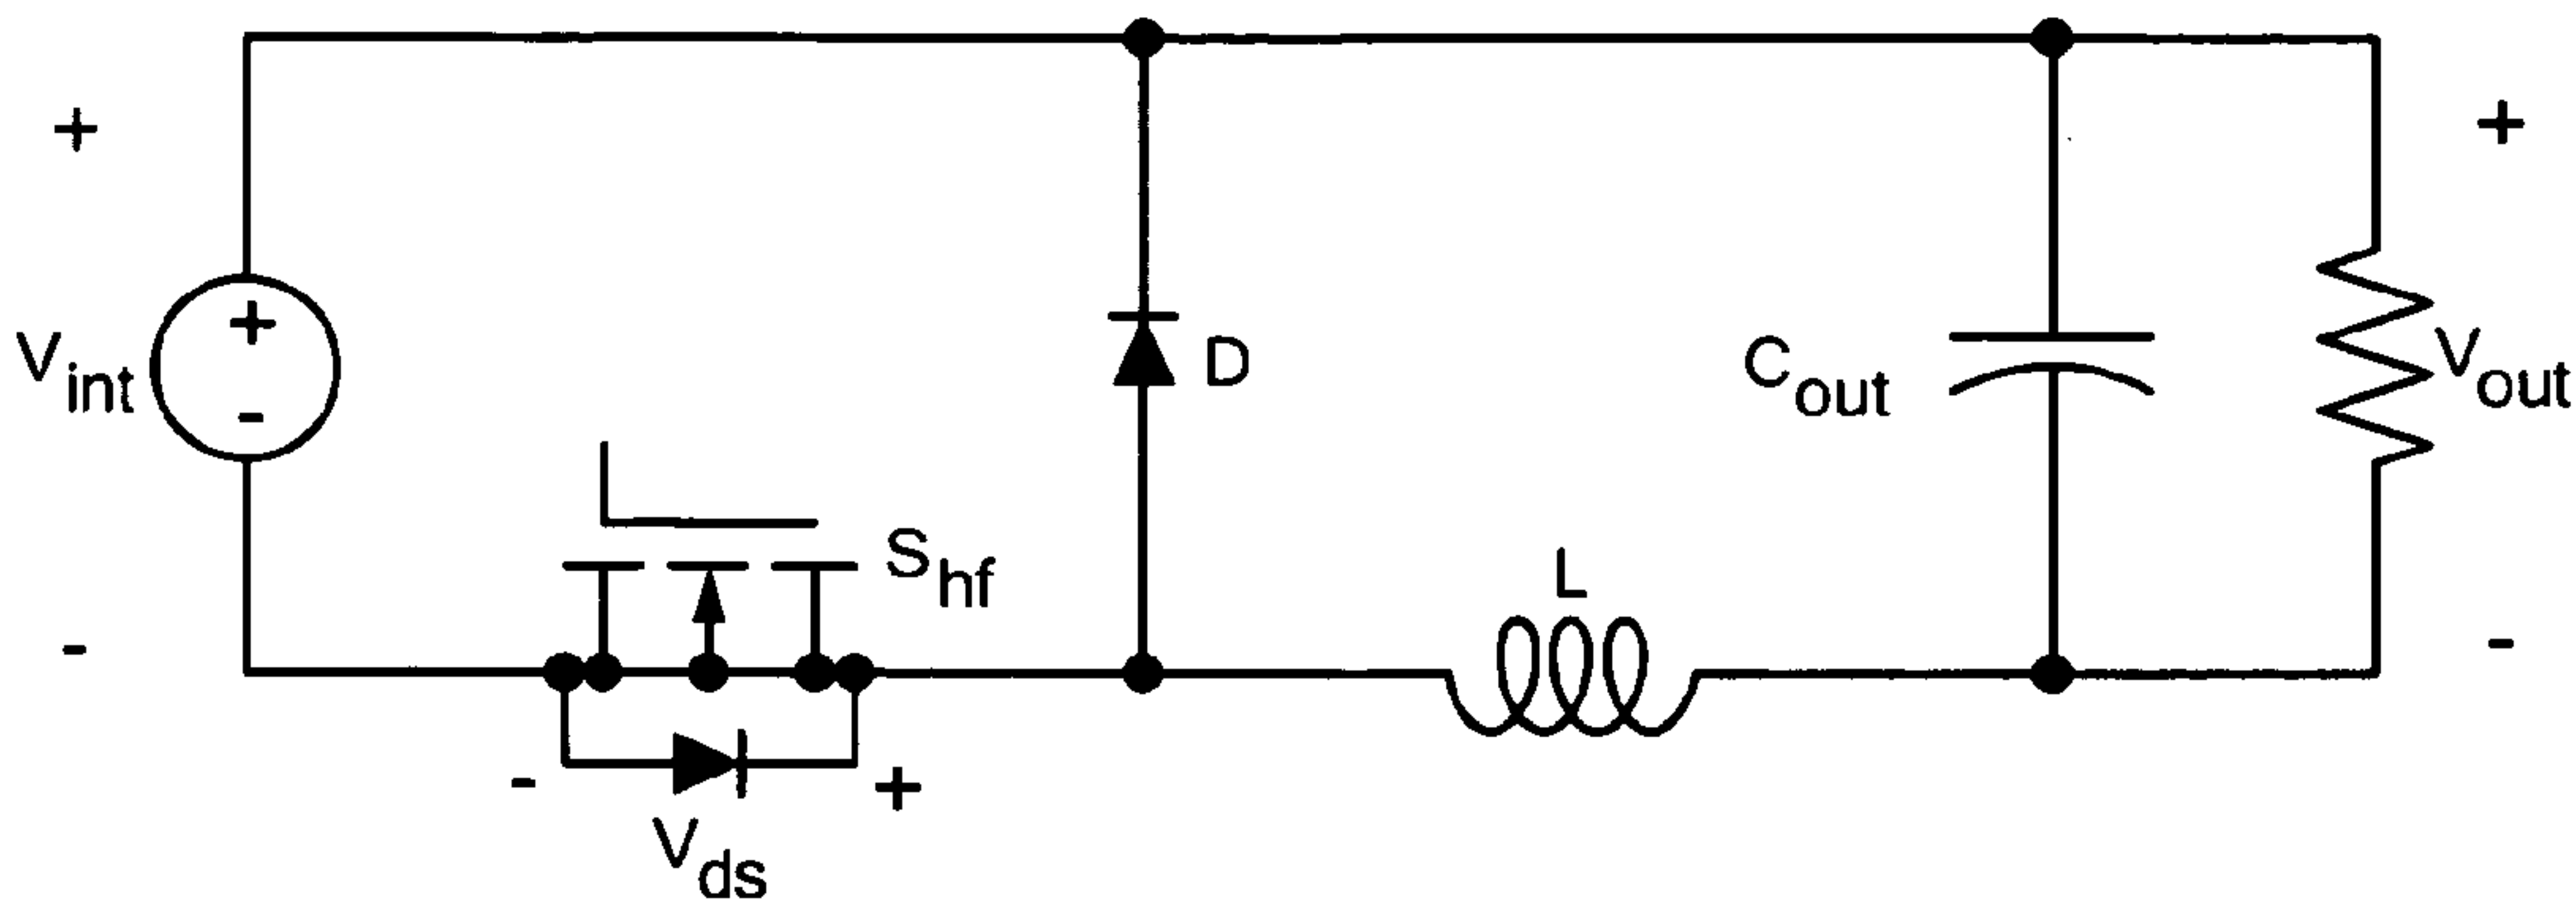 +
+
+
-
V_int
D
C_out
V_out
S_hf
L
-
-
-
+
V_ds